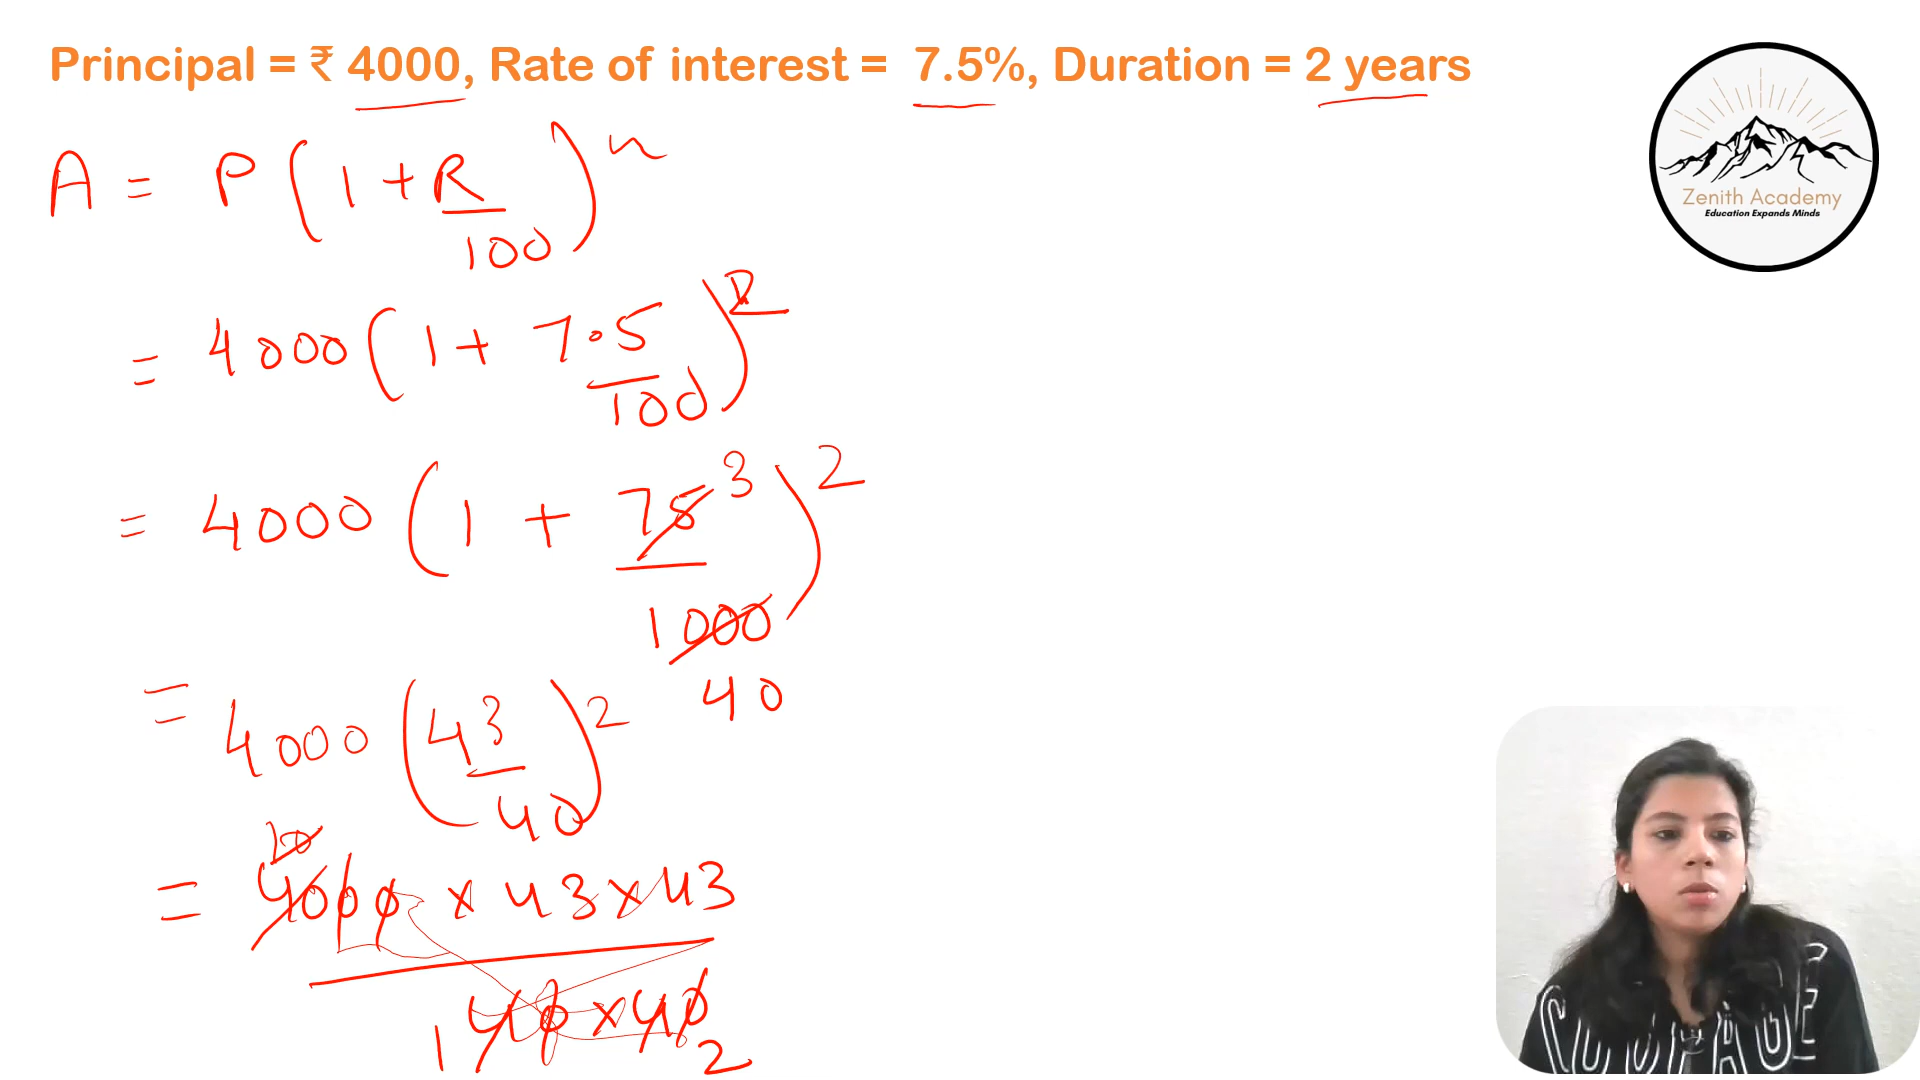 Principal = ₹ 4000, Rate of interest = 7.5%, Duration = 2 years
A = P(1+R/100)^n
= 4000(1+7.5/100)^2
= 4000(1+75/1000)^2
3
40
= 4000(43/40)^2
10
= 4000×43×43
40×40
1
2
Zenith Academy
Education Expands Minds